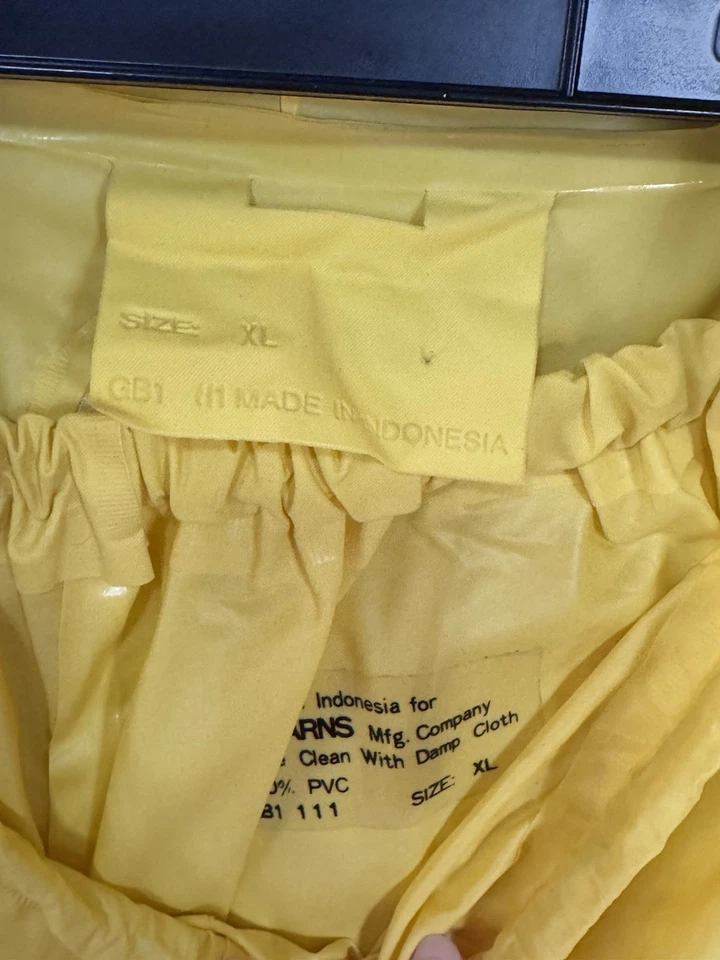 SIZE: XL
GB1 111 MADE IN INDONESIA
Indonesia for
ARNS Mfg. Company
Clean With Damp Cloth
% PVC
B1 111
SIZE: XL